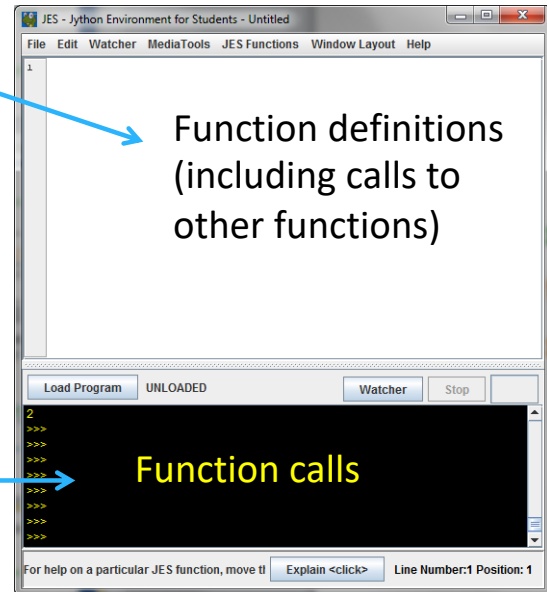 JES - Jython Environment for Students - Untitled
File Edit Watcher MediaTools JES Functions Window Layout Help
1
Function definitions
(including calls to
other functions)
Load Program UNLOADED Watcher Stop
2
>>>
>>>
>>>
>>>
>>>
>>>
>>>
>>>
Function calls
For help on a particular JES function, move tl Explain <click> Line Number:1 Position: 1